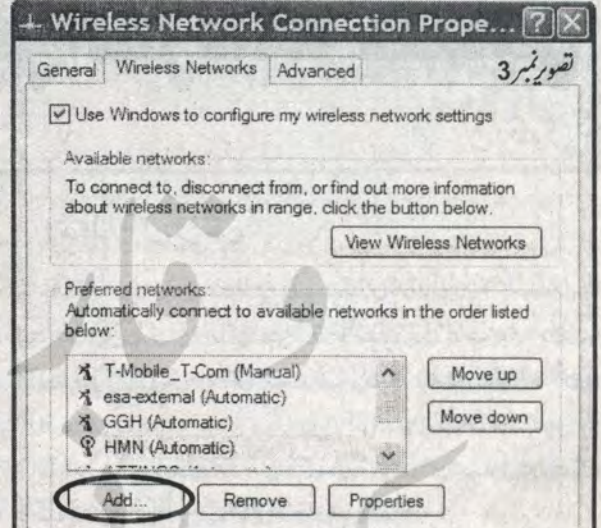 Wireless Network Connection Prope...
General Wireless Networks Advanced
تصویر نمبر 3
Use Windows to configure my wireless network settings
Available networks:
To connect to, disconnect from, or find out more information
about wireless networks in range, click the button below.
View Wireless Networks
Preferred networks:
Automatically connect to available networks in the order listed
below:
T-Mobile_T-Com (Manual)
esa-external (Automatic)
GGH (Automatic)
HMN (Automatic)
Move up
Move down
Add... Remove Properties